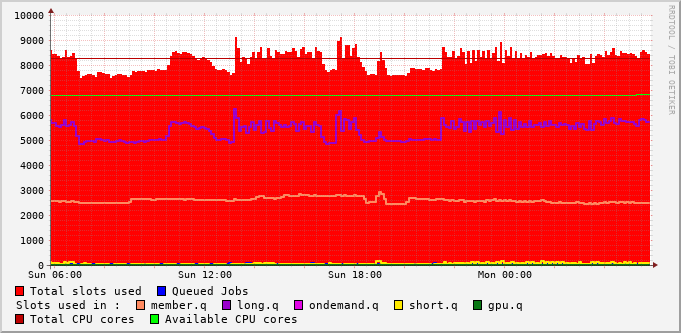 10000
9000
8000
7000
6000
5000
4000
3000
2000
1000
0
Sun 06:00 Sun 12:00 Sun 18:00 Mon 00:00
Total slots used Queued Jobs
Slots used in : member.q long.q ondemand.q short.q gpu.q
Total CPU cores Available CPU cores
RRDTOOL / TOBI OETIKER